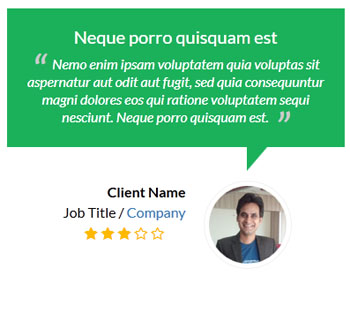 Neque porro quisquam est
“ Nemo enim ipsam voluptatem quia voluptas sit
aspernatur aut odit aut fugit, sed quia consequuntur
magni dolores eos qui ratione voluptatem sequi
nesciunt. Neque porro quisquam est. ”
Client Name
Job Title / Company